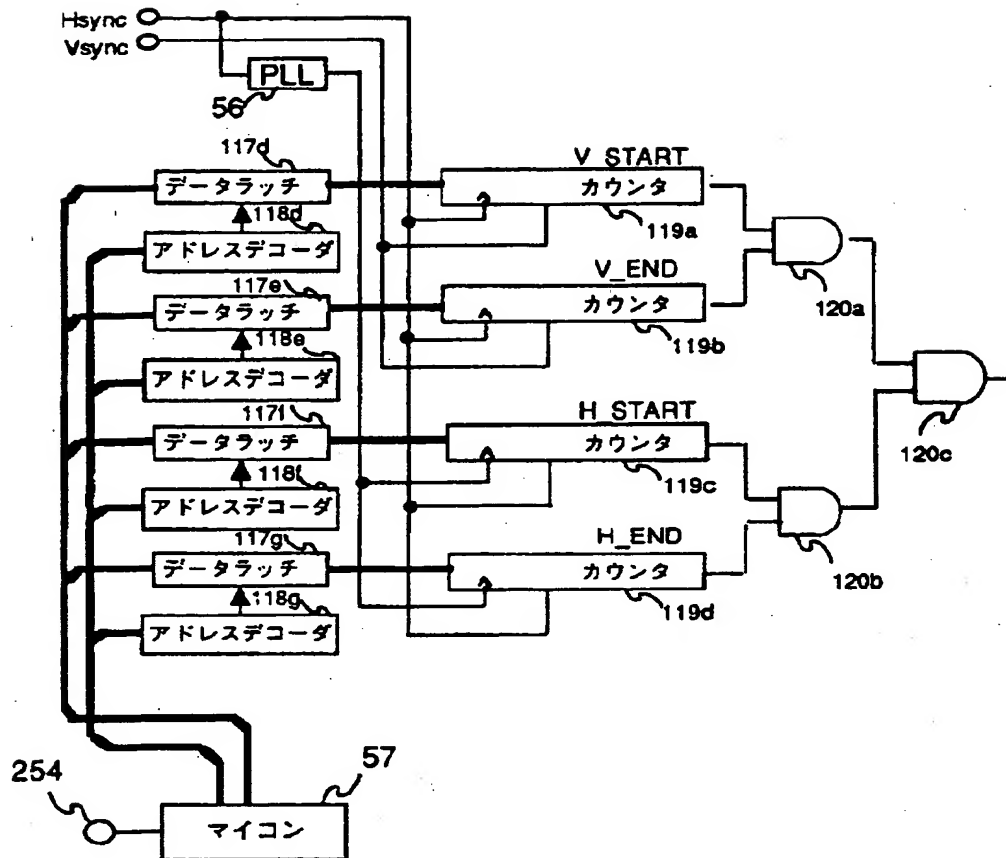 Hsync
Vsync
PLL
56
117d
V_START
データラッチ
カウンタ
118d
119a
アドレスデコーダ
120a
117e
V_END
データラッチ
カウンタ
118e
119b
アドレスデコーダ
117f
H_START
データラッチ
カウンタ
120c
118f
119c
アドレスデコーダ
117g
H_END
120b
データラッチ
カウンタ
118g
119d
アドレスデコーダ
254
57
マイコン